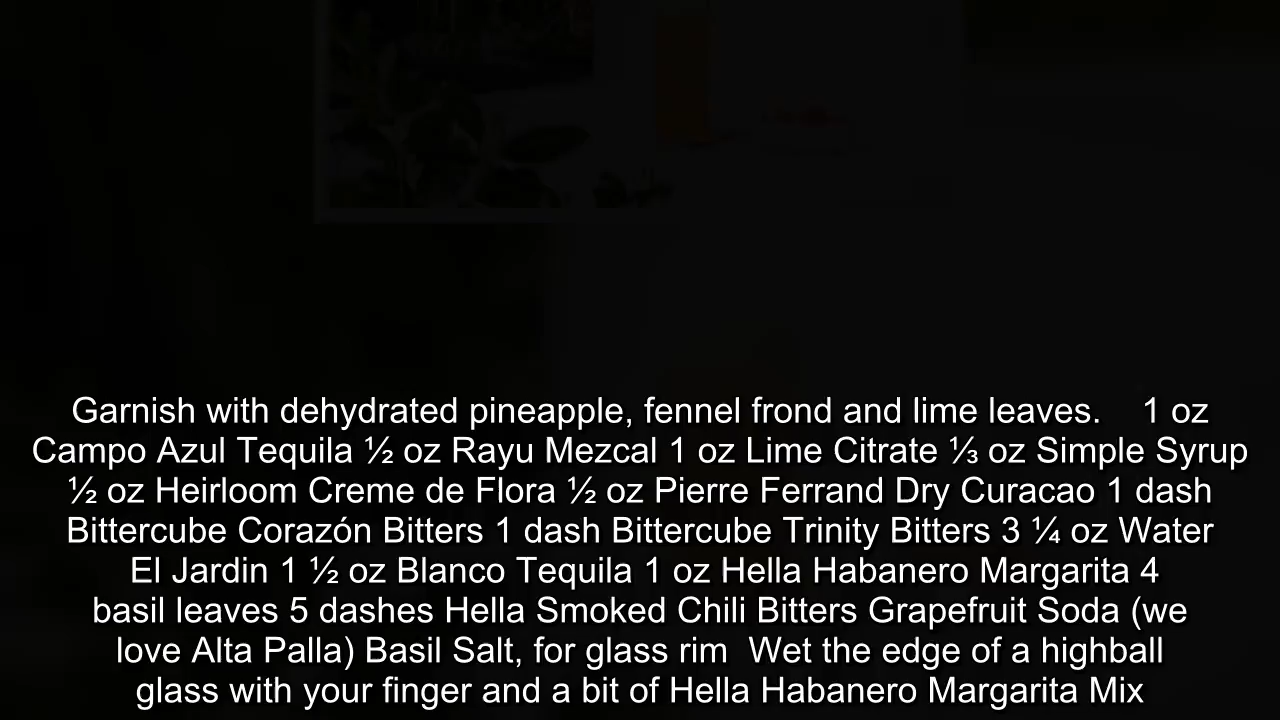 Garnish with dehydrated pineapple, fennel frond and lime leaves.    1 oz
Campo Azul Tequila ½ oz Rayu Mezcal 1 oz Lime Citrate ⅓ oz Simple Syrup
½ oz Heirloom Creme de Flora ½ oz Pierre Ferrand Dry Curacao 1 dash
Bittercube Corazón Bitters 1 dash Bittercube Trinity Bitters 3 ¼ oz Water
El Jardin 1 ½ oz Blanco Tequila 1 oz Hella Habanero Margarita 4
basil leaves 5 dashes Hella Smoked Chili Bitters Grapefruit Soda (we
love Alta Palla) Basil Salt, for glass rim  Wet the edge of a highball
glass with your finger and a bit of Hella Habanero Margarita Mix